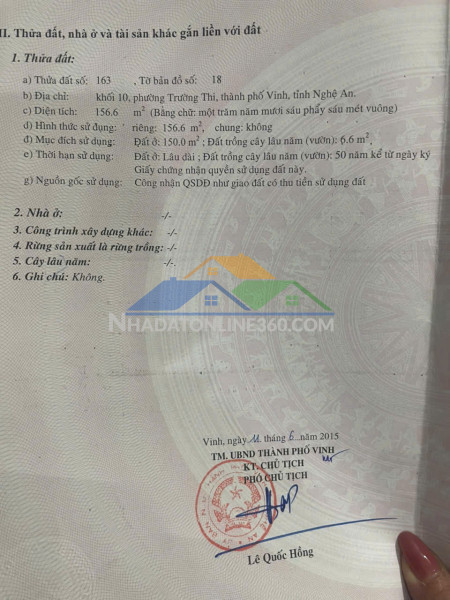 II. Thửa đất, nhà ở và tài sản khác gắn liền với đất
1. Thửa đất:
a) Thửa đất số: 163 , Tờ bản đồ số: 18
b) Địa chỉ: khối 10, phường Trường Thi, thành phố Vinh, tỉnh Nghệ An.
c) Diện tích: 156.6 m² (Bằng chữ: một trăm năm mươi sáu phẩy sáu mét vuông)
d) Hình thức sử dụng: riêng: 156.6 m², chung: không
đ) Mục đích sử dụng: Đất ở: 150.0 m² ; Đất trồng cây lâu năm (vườn): 6.6 m²,
e) Thời hạn sử dụng: Đất ở: Lâu dài ; Đất trồng cây lâu năm (vườn): 50 năm kể từ ngày ký
Giấy chứng nhận quyền sử dụng đất này.
g) Nguồn gốc sử dụng: Công nhận QSDĐ như giao đất có thu tiền sử dụng đất
2. Nhà ở: -/-
3. Công trình xây dựng khác: -/-
4. Rừng sản xuất là rừng trồng: -/-
5. Cây lâu năm: -/-
6. Ghi chú: Không.
NHADATONLINE360.COM
Vinh, ngày 11 tháng 6 năm 2015
TM. UBND THÀNH PHỐ VINH
KT. CHỦ TỊCH
PHÓ CHỦ TỊCH
Lê Quốc Hồng